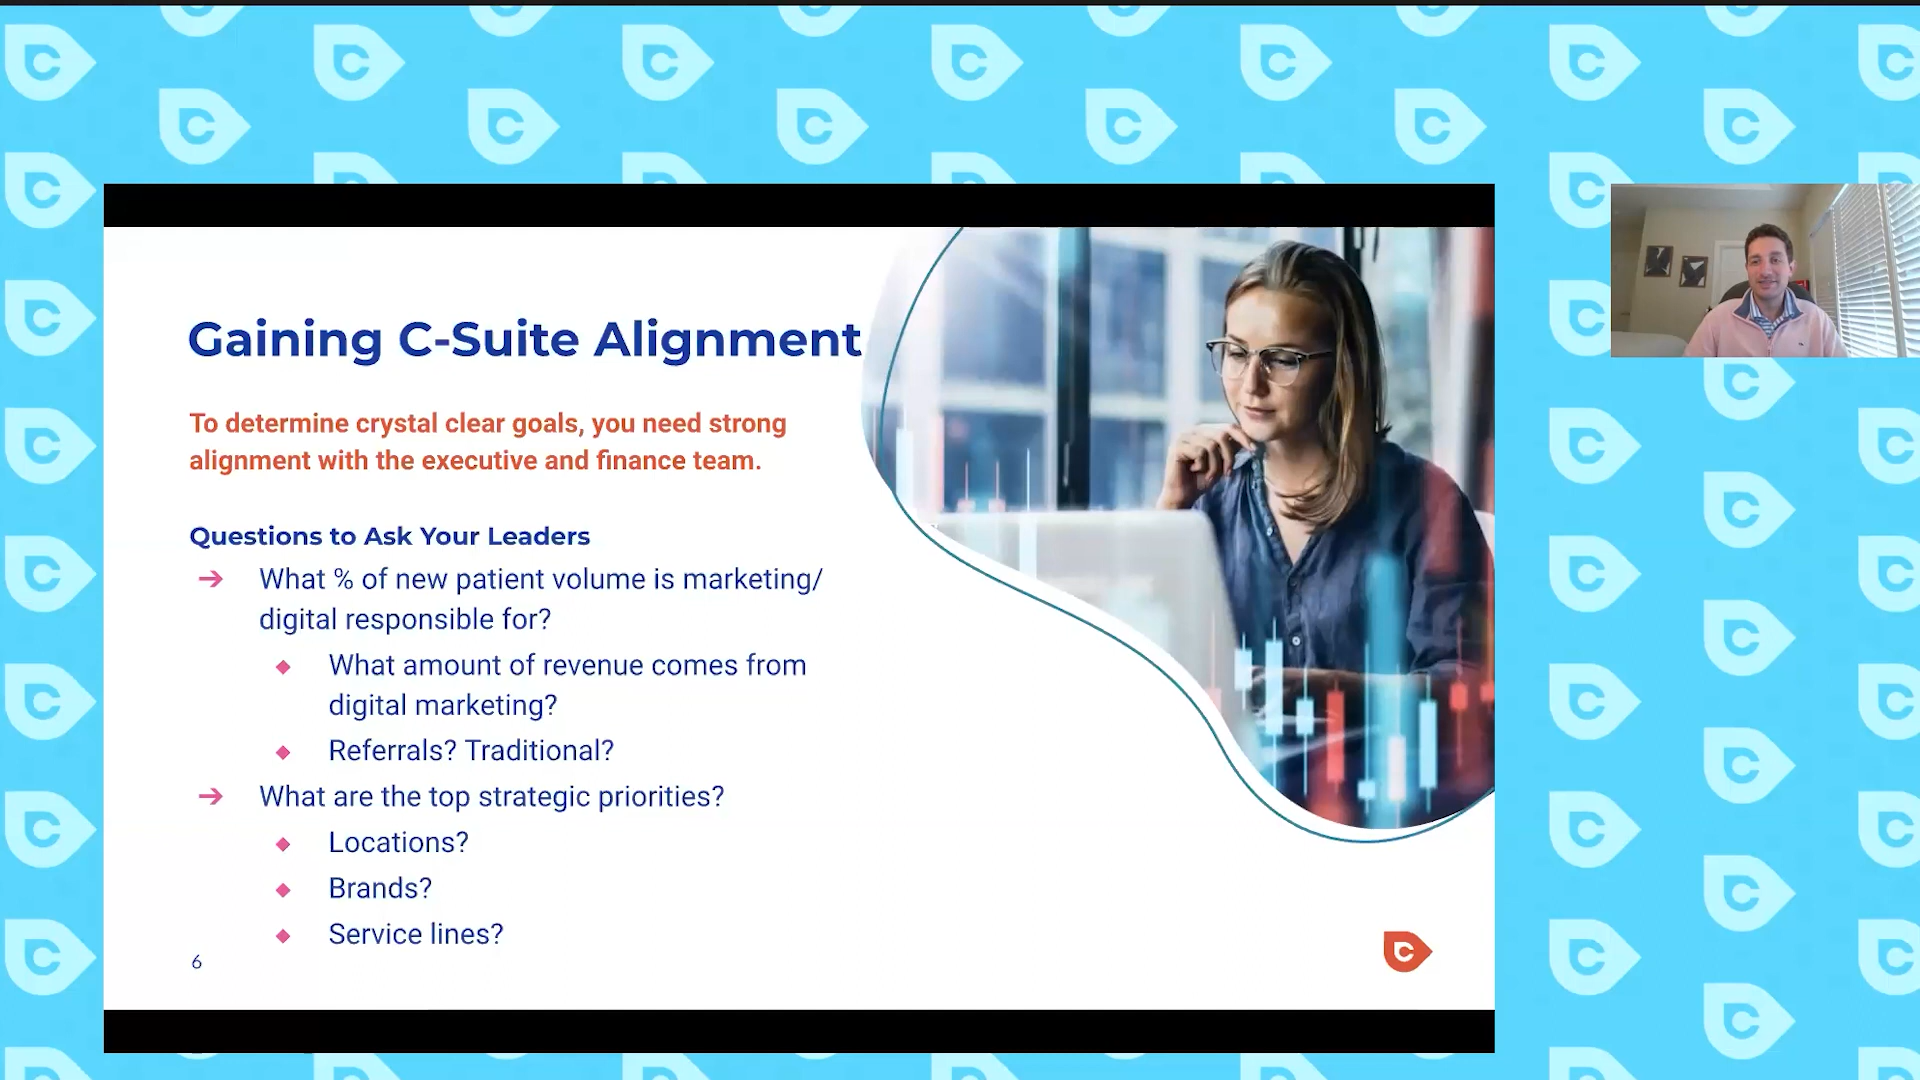 Gaining C-Suite Alignment
To determine crystal clear goals, you need strong
alignment with the executive and finance team.
Questions to Ask Your Leaders
➔ What % of new patient volume is marketing/
digital responsible for?
◆ What amount of revenue comes from
digital marketing?
◆ Referrals? Traditional?
➔ What are the top strategic priorities?
◆ Locations?
◆ Brands?
◆ Service lines?
6